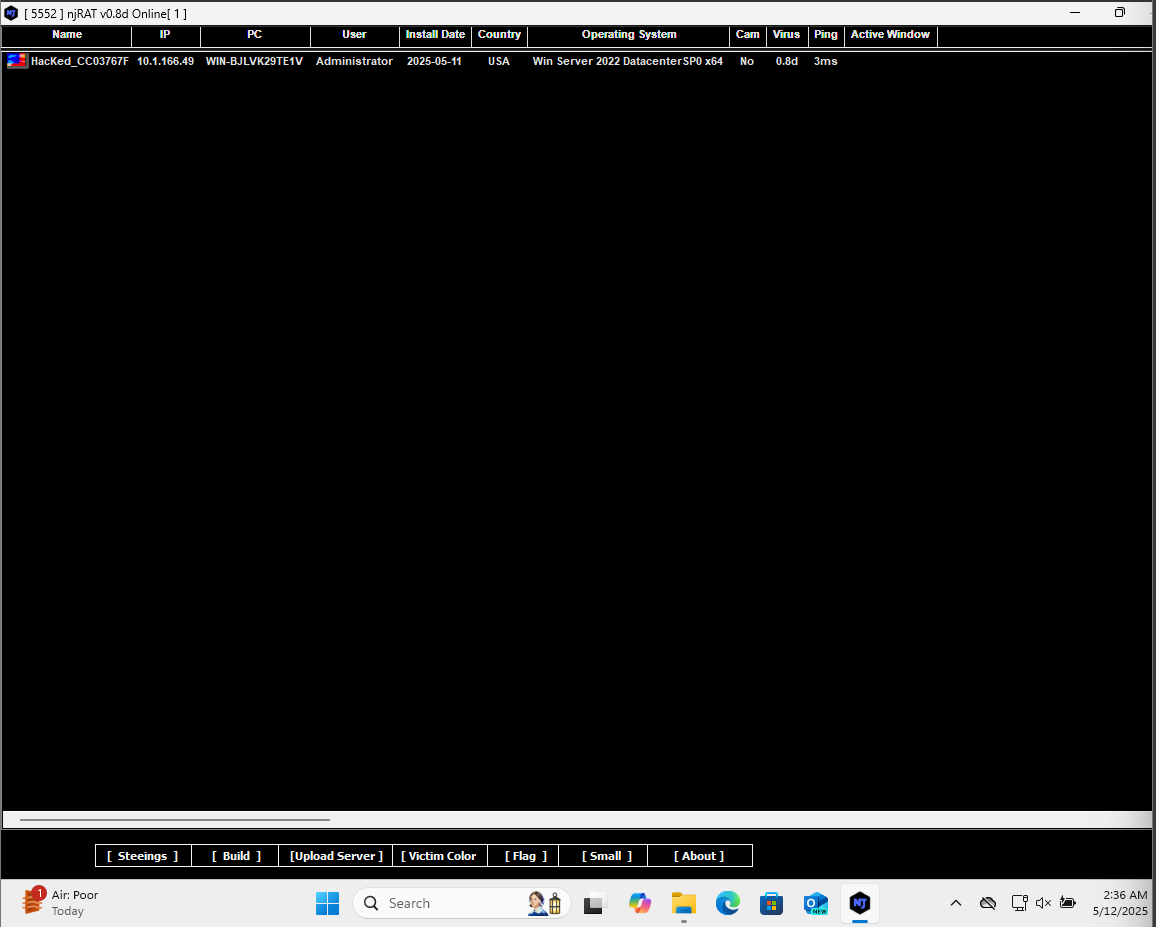 [ 5552 ] njRAT v0.8d Online[ 1 ]
Name IP PC User Install Date Country Operating System Cam Virus Ping Active Window
HacKed_CC03767F 10.1.166.49 WIN-BJLVK29TE1V Administrator 2025-05-11 USA Win Server 2022 DatacenterSP0 x64 No 0.8d 3ms
[ Steeings ] [ Build ] [Upload Server ] [ Victim Color [ Flag ] [ Small ] [ About ]
1 Air: Poor
Today
Search
NEW
NJ
2:36 AM
5/12/2025